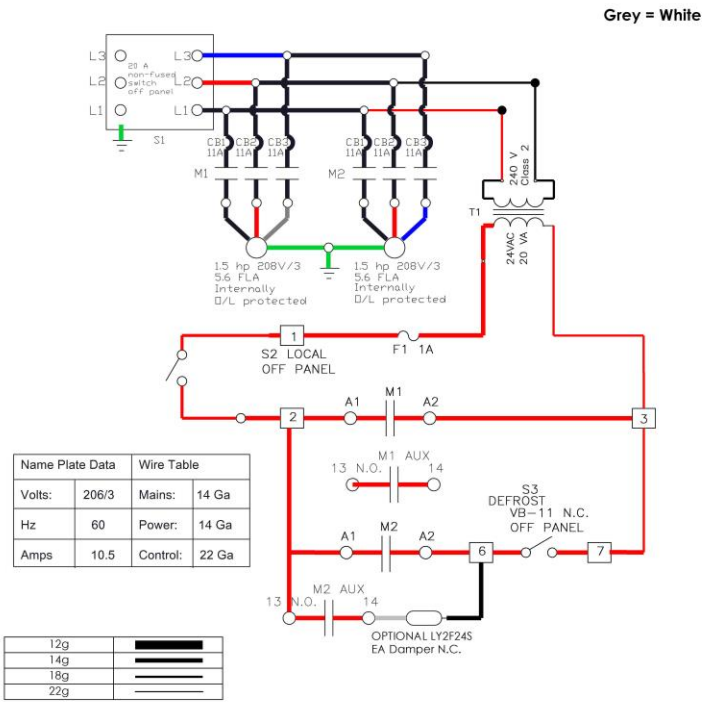 Grey = White
L3
L3
20 A
non-fused
switch
off panel
L2
L2
L1
L1
S1
CB1 CB2 CB3
11A 11A 11A
CB1 CB2 CB3
11A 11A 11A
M1
M2
240 V
Class 2
T1
24VAC
20 VA
1.5 hp 208V/3
5.6 FLA
Internally
O/L protected
1.5 hp 208V/3
5.6 FLA
Internally
O/L protected
1
S2 LOCAL
OFF PANEL
F1 1A
M1
A1 A2
2
3
M1 AUX
13 N.O. 14
S3
DEFROST
VB-11 N.C.
OFF PANEL
M2
A1 A2
6
7
M2 AUX
13 N.O. 14
OPTIONAL LY2F24S
EA Damper N.C.
Name Plate Data Wire Table
Volts: 206/3 Mains: 14 Ga
Hz 60 Power: 14 Ga
Amps 10.5 Control: 22 Ga
12g
14g
18g
22g